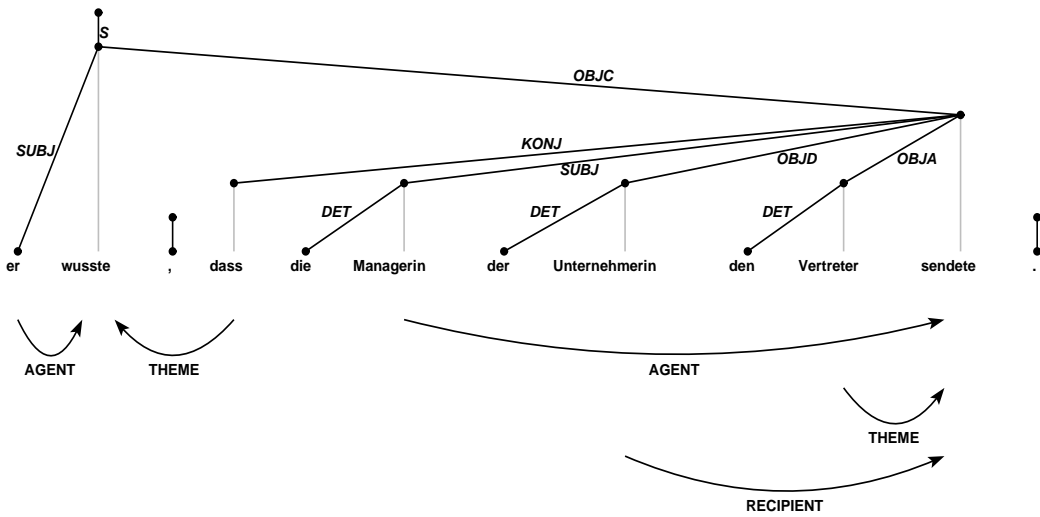 S
OBJC
SUBJ
KONJ
SUBJ
OBJD
OBJA
DET
DET
DET
er wusste , dass die Managerin der Unternehmerin den Vertreter sendete .
AGENT THEME AGENT
THEME
RECIPIENT